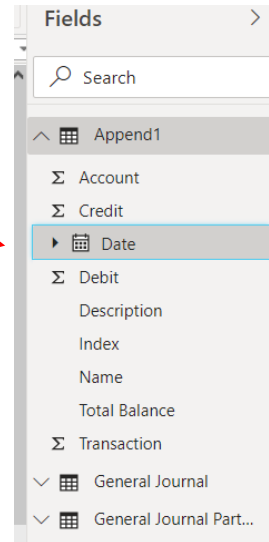 Fields
Search
Append1
Σ Account
Σ Credit
Date
Σ Debit
Description
Index
Name
Total Balance
Σ Transaction
General Journal
General Journal Part...